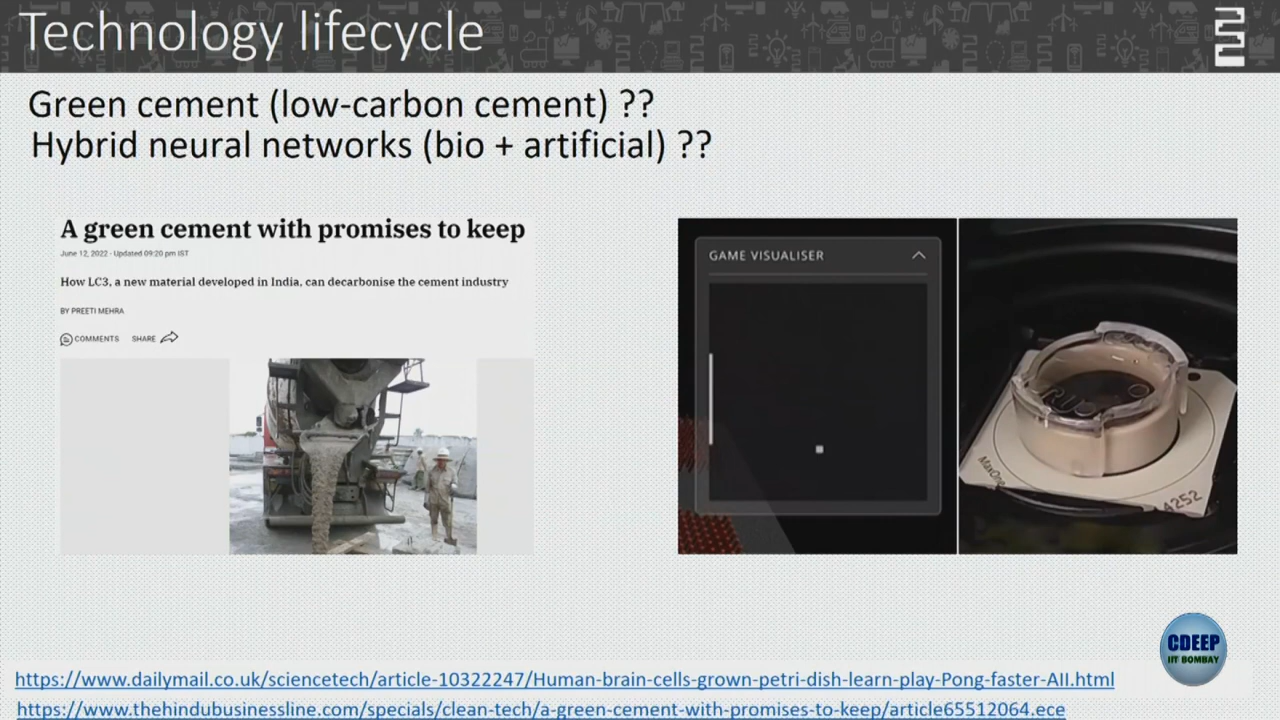 Technology lifecycle
Green cement (low-carbon cement) ??
Hybrid neural networks (bio + artificial) ??
A green cement with promises to keep
June 12, 2022 - Updated 09:20 pm IST
How LC3, a new material developed in India, can decarbonise the cement industry
BY PREETI MEHRA
COMMENTS SHARE
GAME VISUALISER
MaxOne
4252
CDEEP
IIT BOMBAY
https://www.dailymail.co.uk/sciencetech/article-10322247/Human-brain-cells-grown-petri-dish-learn-play-Pong-faster-AII.html
https://www.thehindubusinessline.com/specials/clean-tech/a-green-cement-with-promises-to-keep/article65512064.ece